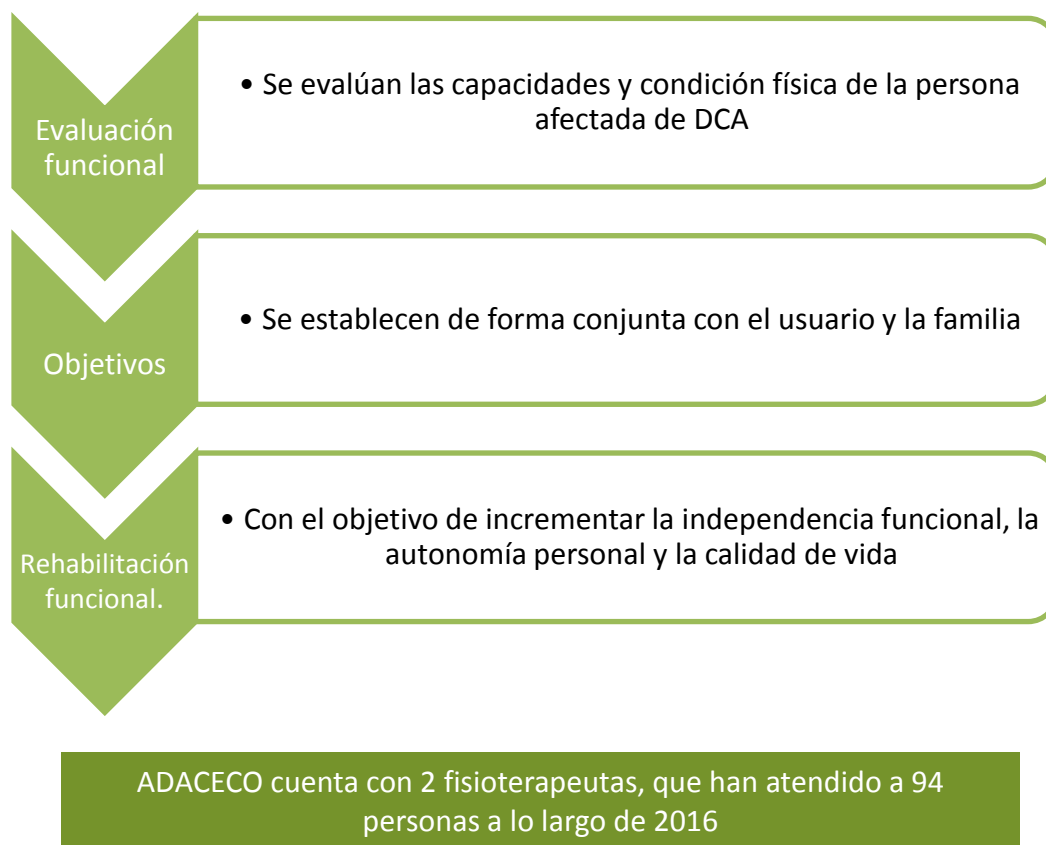 Evaluación
funcional
• Se evalúan las capacidades y condición física de la persona
afectada de DCA
Objetivos
• Se establecen de forma conjunta con el usuario y la familia
Rehabilitación
funcional.
• Con el objetivo de incrementar la independencia funcional, la
autonomía personal y la calidad de vida
ADACECO cuenta con 2 fisioterapeutas, que han atendido a 94
personas a lo largo de 2016